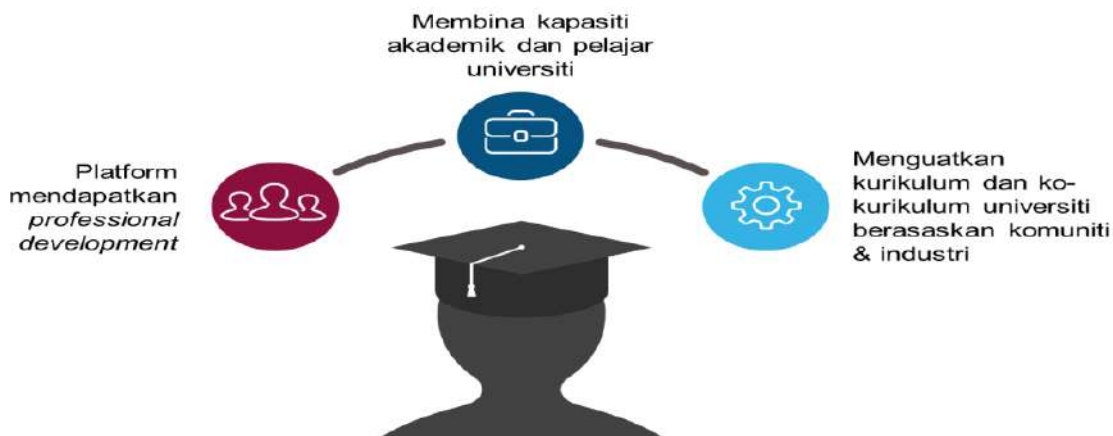 Membina kapasiti
akademik dan pelajar
universiti
Platform
mendapatkan
professional
development
Menguatkan
kurikulum dan ko-
kurikulum universiti
berasaskan komuniti
& industri